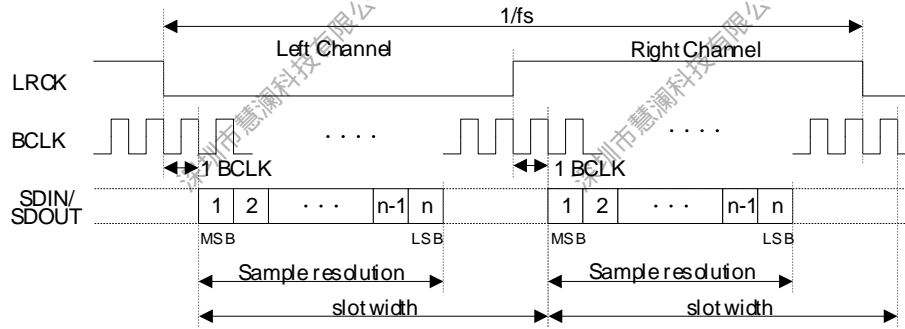 1/fs
Left Channel
Right Channel
LRCK
BCLK
· · · ·
· · · ·
1 BCLK
1 BCLK
SDIN/
SDOUT
1 2 · · · n-1 n
1 2 · · · n-1 n
MSB
LSB
MSB
LSB
Sample resolution
Sample resolution
slot width
slot width
深圳市慧澜科技有限公
深圳市慧澜科技有限公